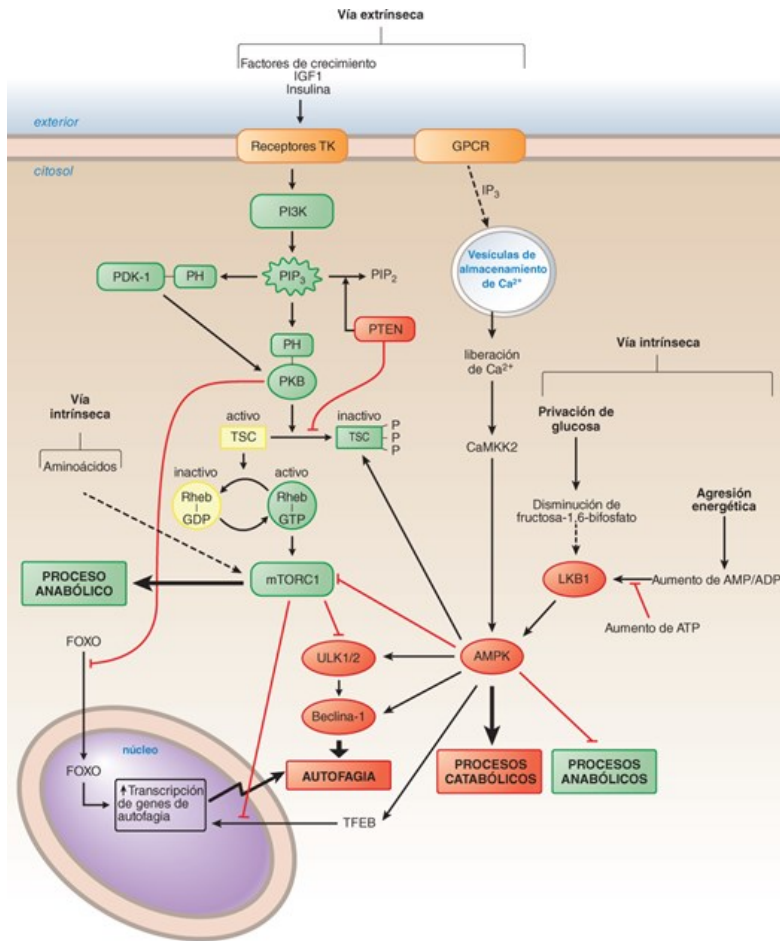 Vía extrínseca
Factores de crecimiento
IGF1
Insulina
exterior
Receptores TK
GPCR
citosol
IP3
PI3K
Vesículas de
almacenamiento
de Ca2+
PDK-1
PH
PIP3
PIP2
PTEN
PH
PKB
liberación
de Ca2+
Vía intrínseca
Vía
intrínseca
activo
TSC
inactivo
TSC
P
P
P
CaMKK2
Privación de
glucosa
Aminoácidos
inactivo
Rheb
GDP
activo
Rheb
GTP
Disminución de
fructosa-1,6-bifosfato
Agresión
energética
PROCESO
ANABÓLICO
mTORC1
LKB1
Aumento de AMP/ADP
Aumento de ATP
FOXO
ULK1/2
AMPK
Beclina-1
núcleo
FOXO
Transcripción
de genes de
autofagia
AUTOFAGIA
PROCESOS
CATABÓLICOS
PROCESOS
ANABÓLICOS
TFEB